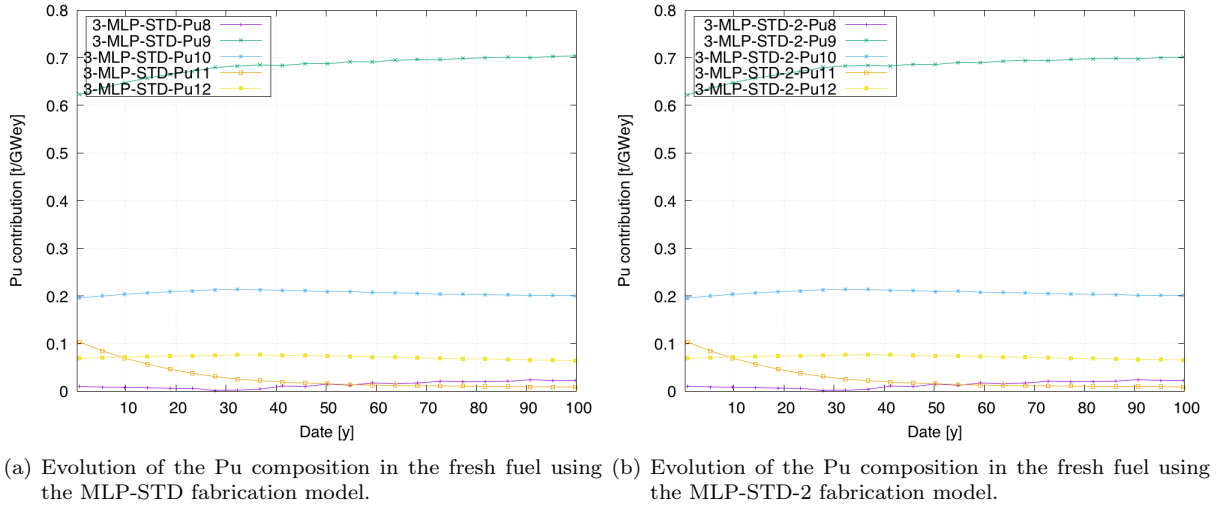 0.8
0.7
0.6
0.5
0.4
0.3
0.2
0.1
0
Pu contribution [t/GWey]
3-MLP-STD-Pu8
3-MLP-STD-Pu9
3-MLP-STD-Pu10
3-MLP-STD-Pu11
3-MLP-STD-Pu12
10 20 30 40 50 60 70 80 90 100
Date [y]
(a) Evolution of the Pu composition in the fresh fuel using
the MLP-STD fabrication model.
0.8
0.7
0.6
0.5
0.4
0.3
0.2
0.1
0
Pu contribution [t/GWey]
3-MLP-STD-2-Pu8
3-MLP-STD-2-Pu9
3-MLP-STD-2-Pu10
3-MLP-STD-2-Pu11
3-MLP-STD-2-Pu12
10 20 30 40 50 60 70 80 90 100
Date [y]
(b) Evolution of the Pu composition in the fresh fuel using
the MLP-STD-2 fabrication model.